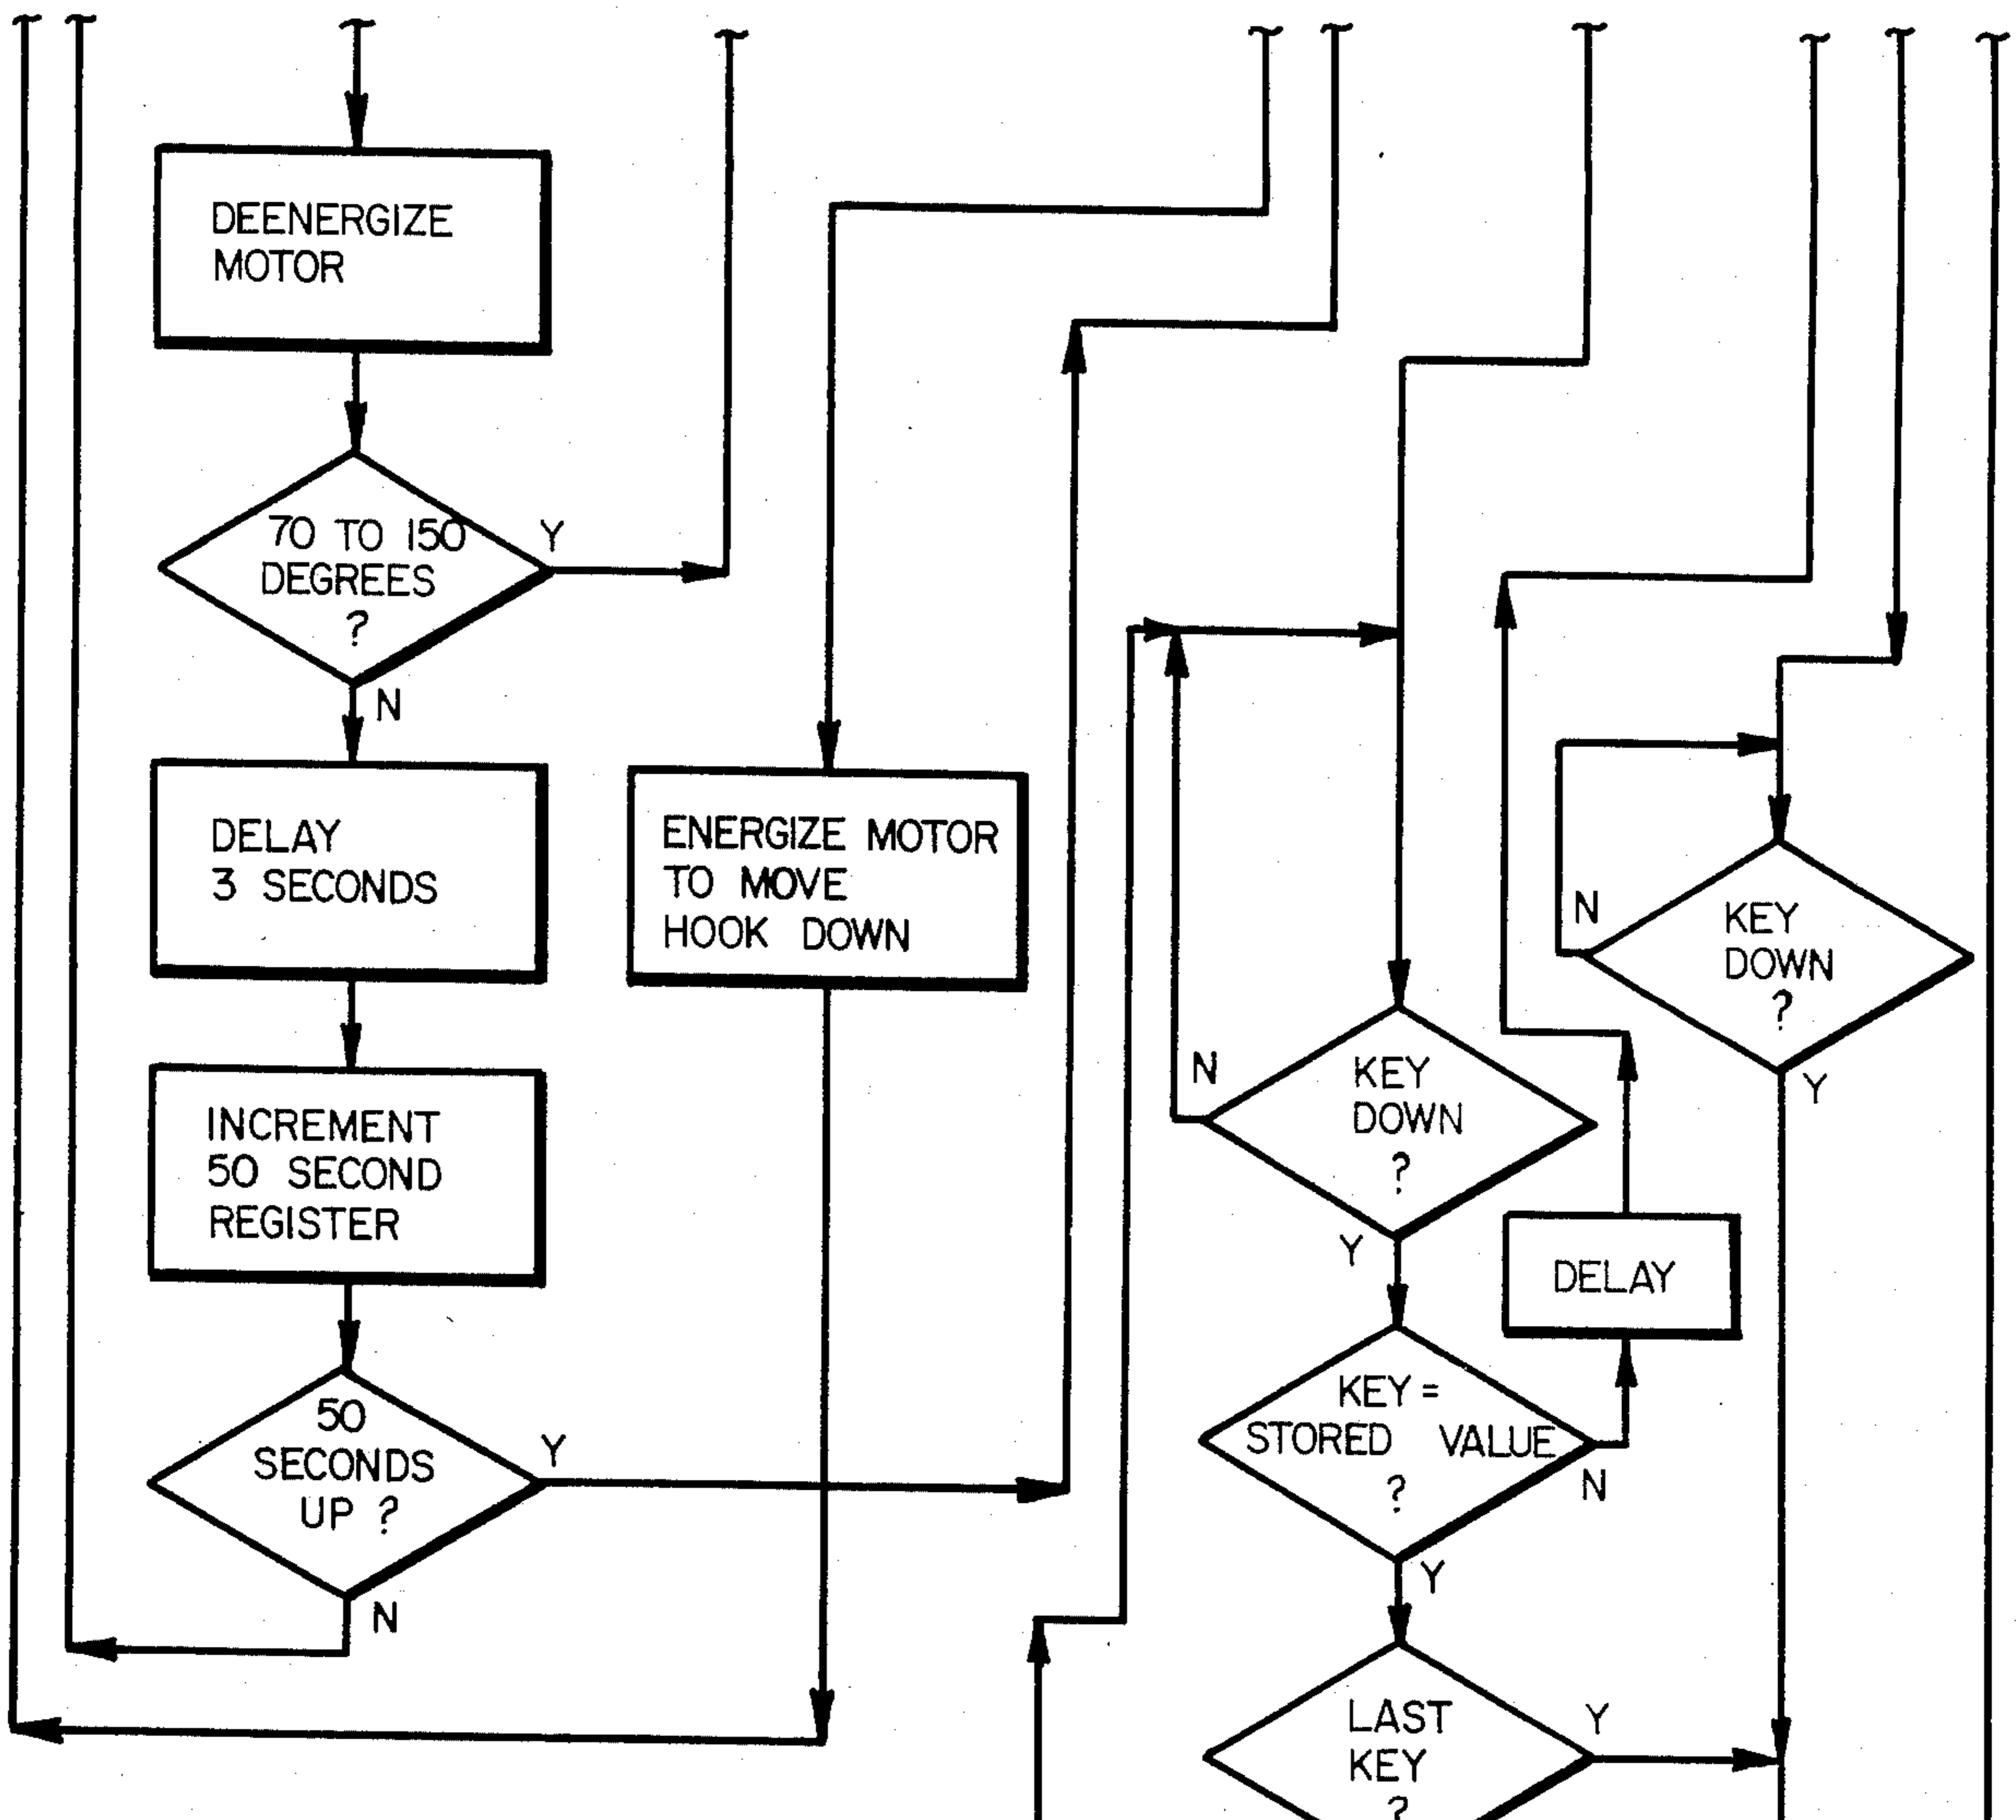 DEENERGIZE
MOTOR
70 TO 150
DEGREES
?
Y
N
DELAY
3 SECONDS
INCREMENT
50 SECOND
REGISTER
50
SECONDS
UP ?
Y
N
ENERGIZE MOTOR
TO MOVE
HOOK DOWN
KEY
DOWN
?
N
Y
KEY =
STORED VALUE
?
N
Y
DELAY
LAST
KEY
?
Y
KEY
DOWN
?
N
Y